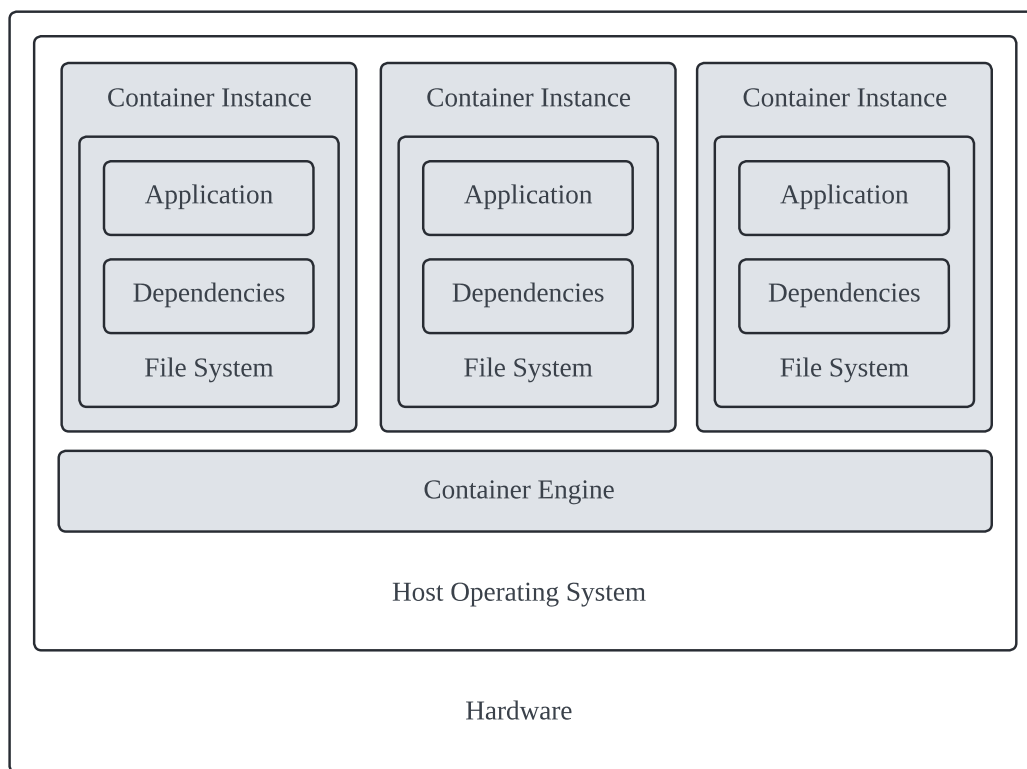 Container Instance
Container Instance
Container Instance
Application
Application
Application
Dependencies
Dependencies
Dependencies
File System
File System
File System
Container Engine
Host Operating System
Hardware